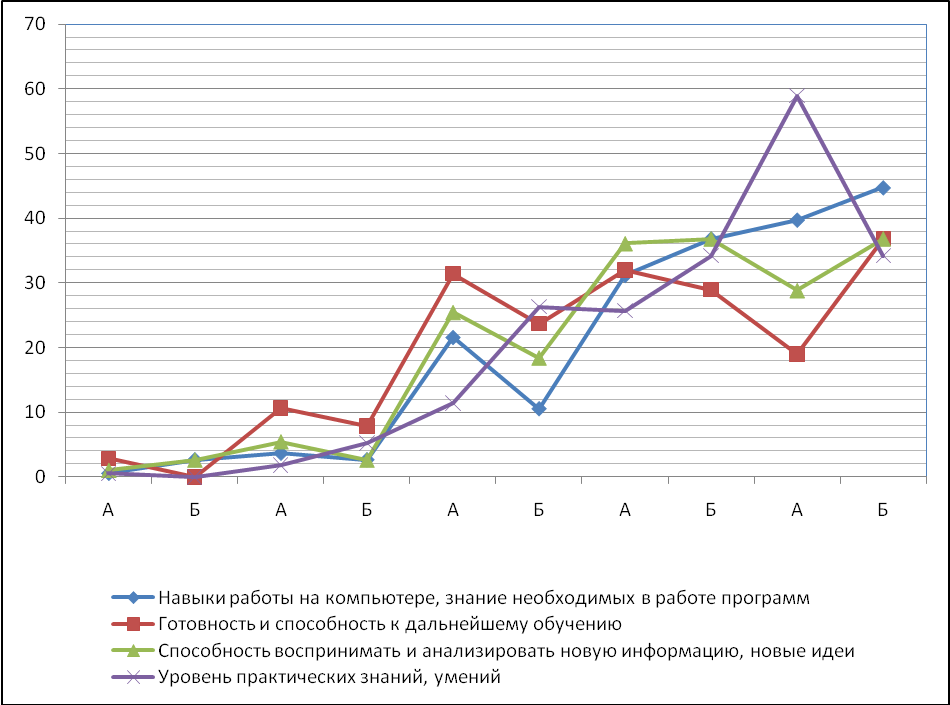 70
60
50
40
30
20
10
0
А Б А Б А Б А Б А Б
Навыки работы на компьютере, знание необходимых в работе программ
Готовность и способность к дальнейшему обучению
Способность воспринимать и анализировать новую информацию, новые идеи
Уровень практических знаний, умений